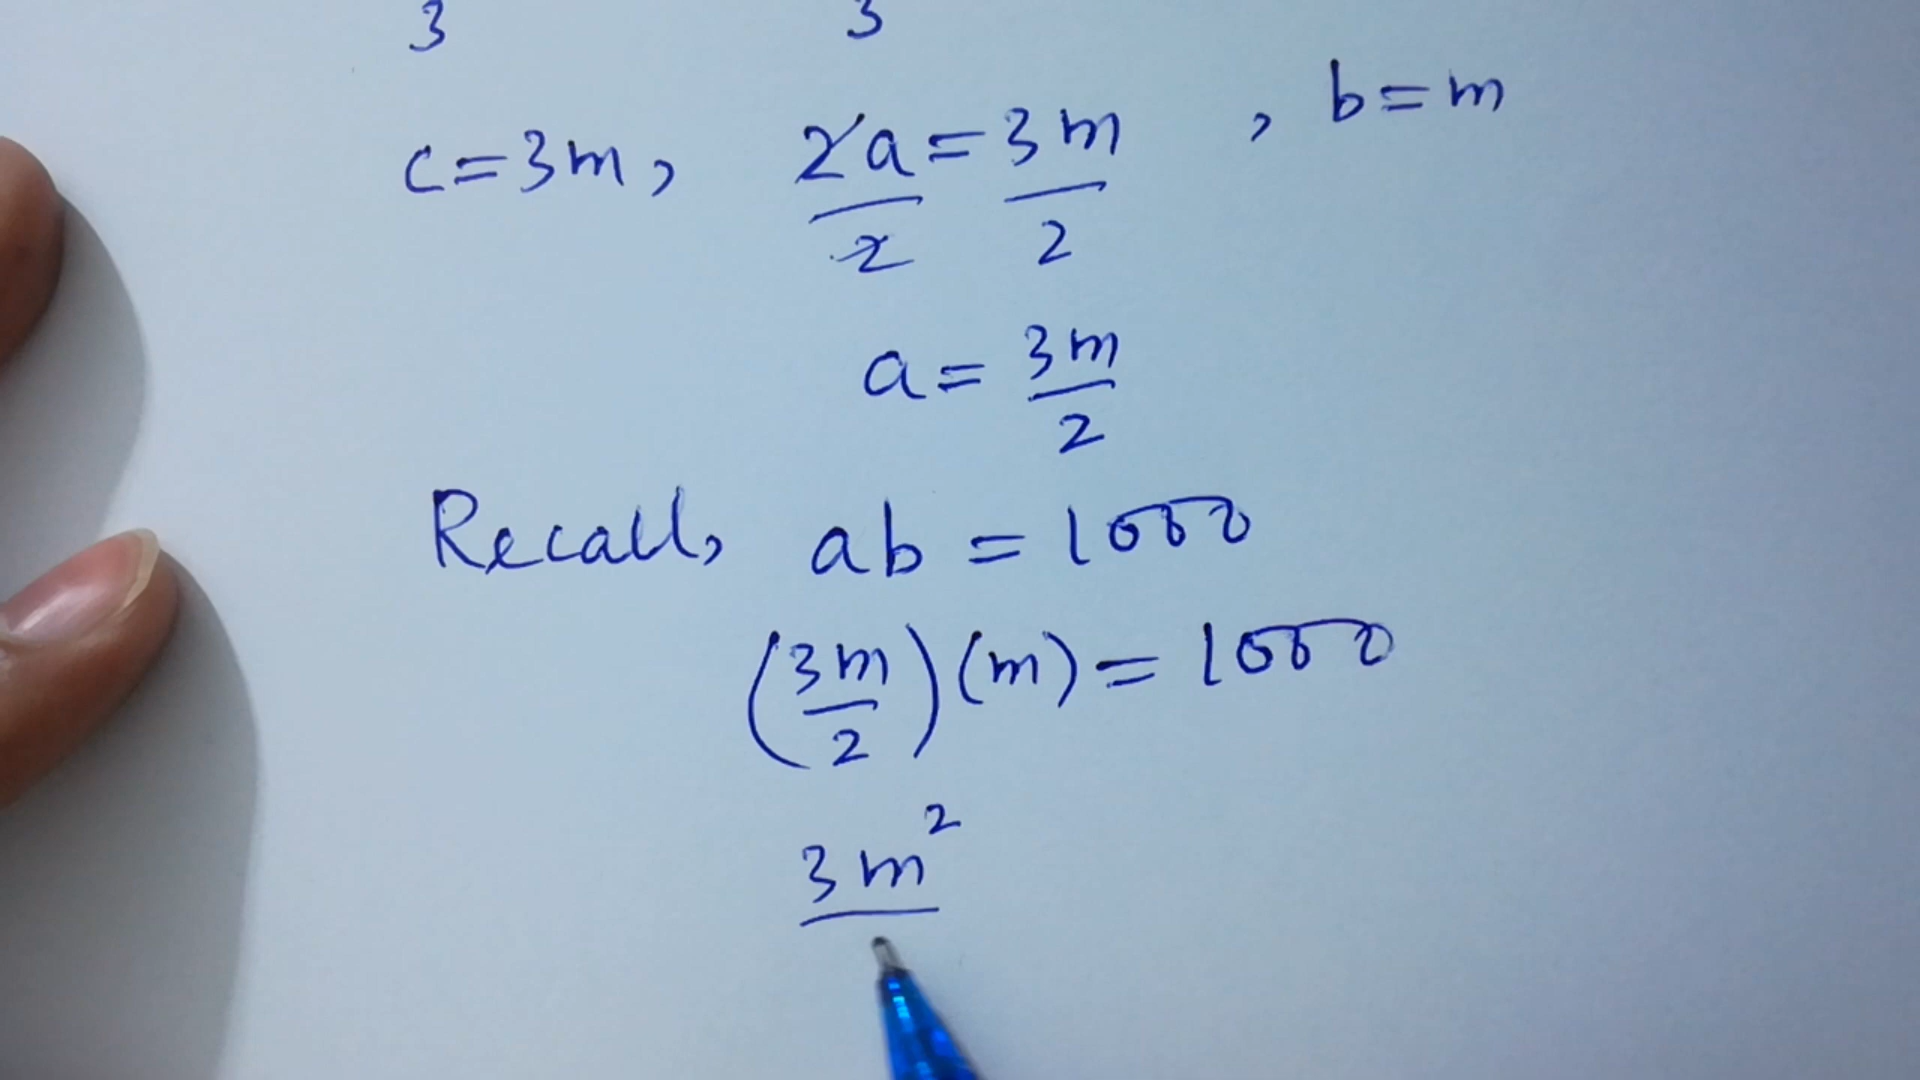 3 3
c=3m, 2a/2 = 3m/2, b=m
a = 3m/2
Recall, ab = 1000
(3m/2)(m) = 1000
3m²